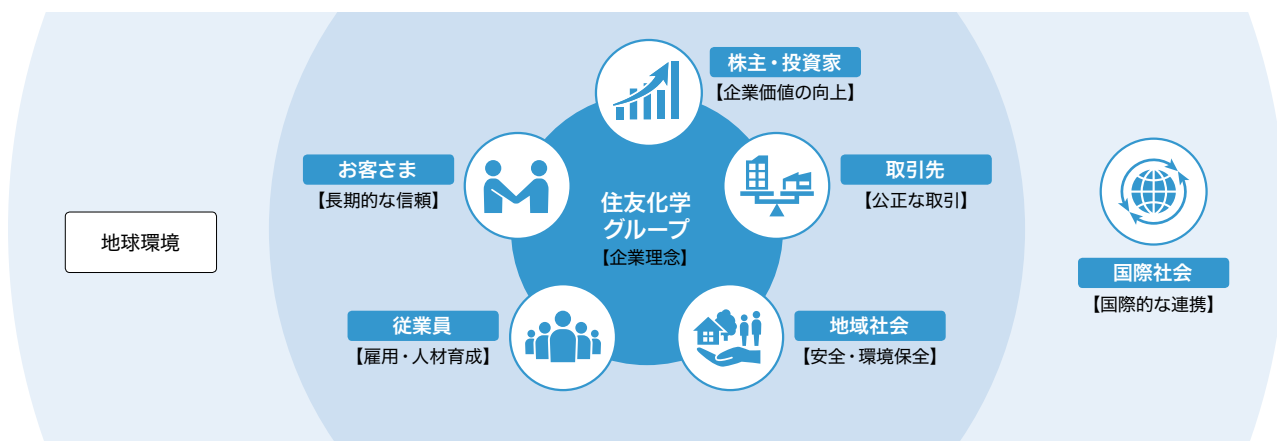 株主・投資家
【企業価値の向上】
お客さま
【長期的な信頼】
取引先
【公正な取引】
住友化学
グループ
【企業理念】
地球環境
国際社会
【国際的な連携】
従業員
【雇用・人材育成】
地域社会
【安全・環境保全】